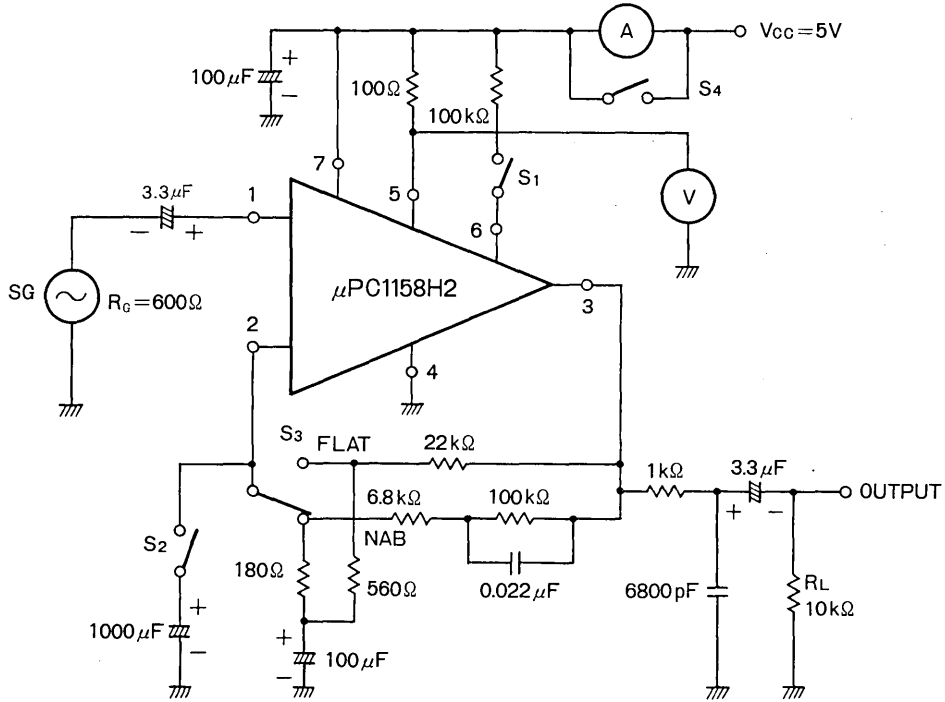 VCC=5V
A
S4
100μF
+
−
100Ω
100kΩ
7
5
S1
6
V
3.3μF
−
+
1
SG
RG=600Ω
μPC1158H2
2
3
4
S3
FLAT
22kΩ
1kΩ
3.3μF
+
−
OUTPUT
6.8kΩ
100kΩ
NAB
S2
180Ω
560Ω
0.022μF
6800pF
RL
10kΩ
+
1000μF
−
+
100μF
−